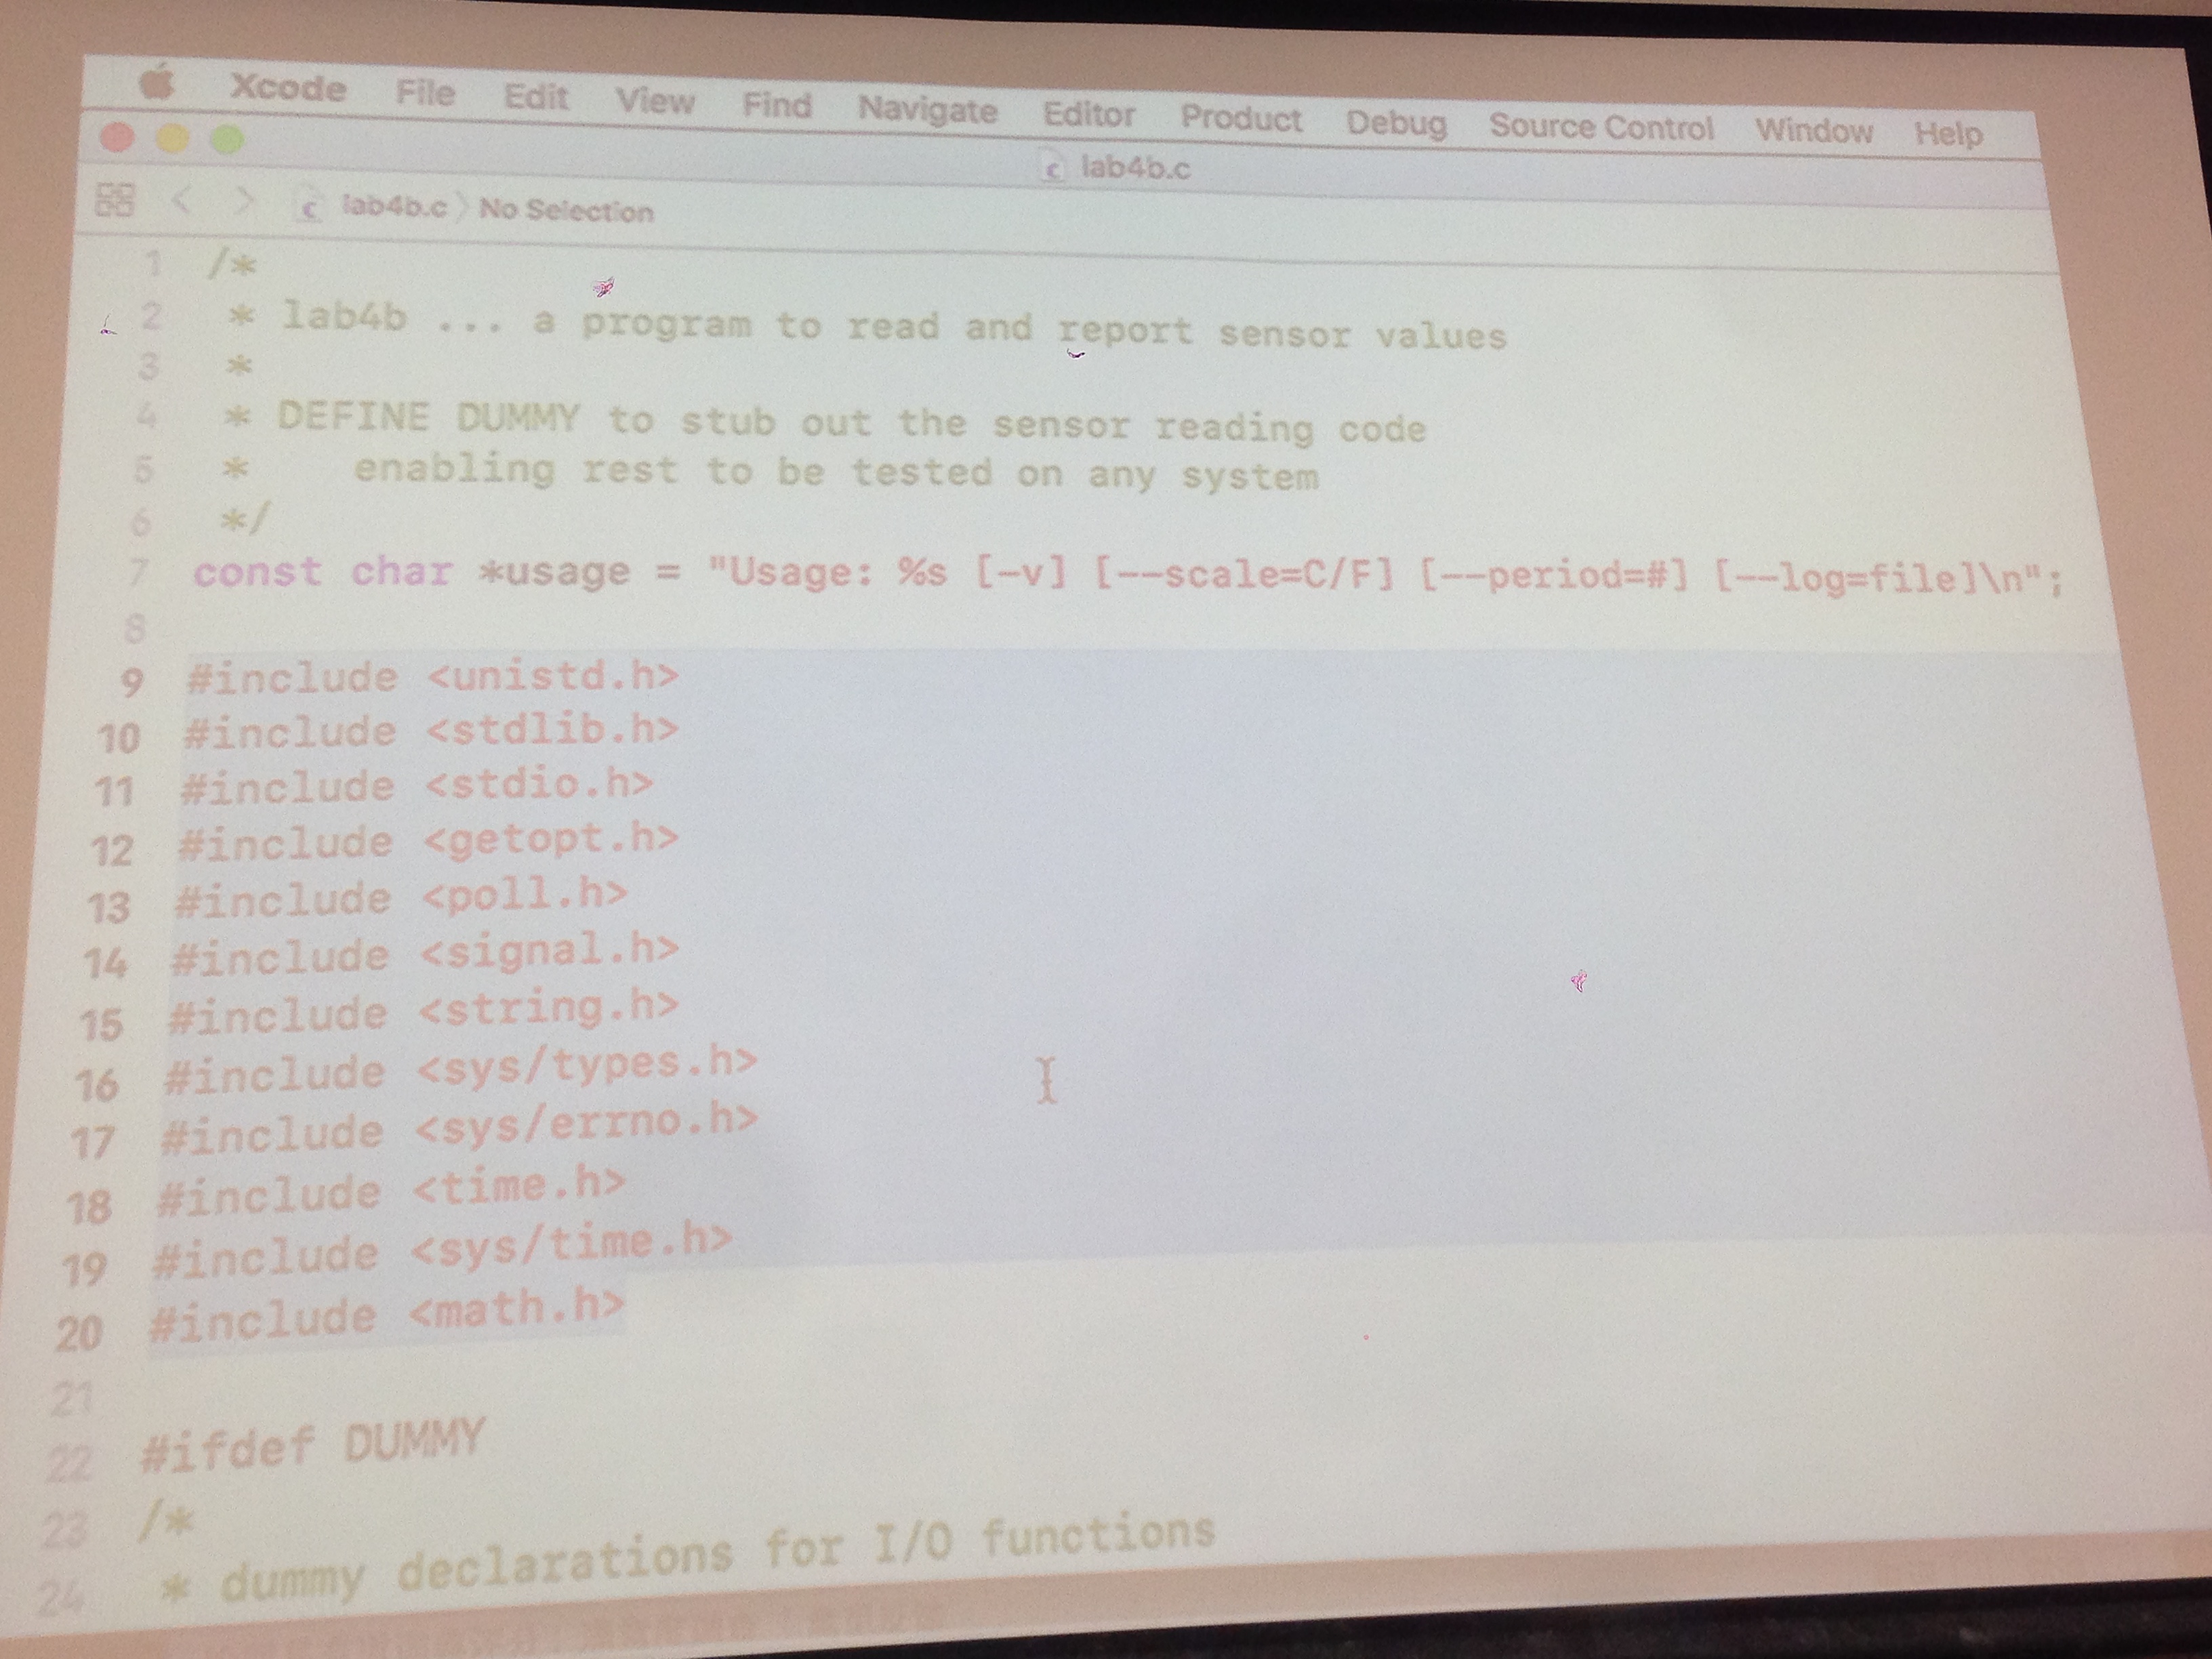 Xcode File Edit View Find Navigate Editor Product Debug Source Control Window Help
c lab4b.c
c lab4b.c 〉 No Selection
1 /*
2  * lab4b ... a program to read and report sensor values
3  *
4  * DEFINE DUMMY to stub out the sensor reading code
5  *    enabling rest to be tested on any system
6  */
7 const char *usage = "Usage: %s [-v] [--scale=C/F] [--period=#] [--log=file]\n";
8
9 #include <unistd.h>
10 #include <stdlib.h>
11 #include <stdio.h>
12 #include <getopt.h>
13 #include <poll.h>
14 #include <signal.h>
15 #include <string.h>
16 #include <sys/types.h>
17 #include <sys/errno.h>
18 #include <time.h>
19 #include <sys/time.h>
20 #include <math.h>
21
22 #ifdef DUMMY
23 /*
24  * dummy declarations for I/O functions